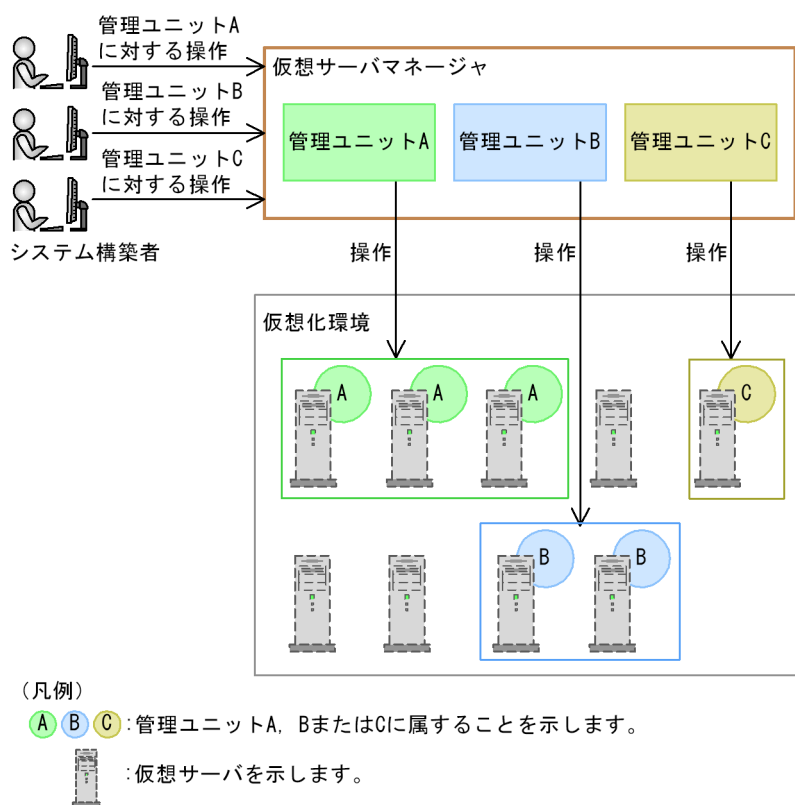 管理ユニットA
に対する操作
管理ユニットB
に対する操作
管理ユニットC
に対する操作
システム構築者
仮想サーバマネージャ
管理ユニットA
管理ユニットB
管理ユニットC
操作
操作
操作
仮想化環境
A
A
A
C
B
B
（凡例）
A B C :管理ユニットA, BまたはCに属することを示します。
:仮想サーバを示します。